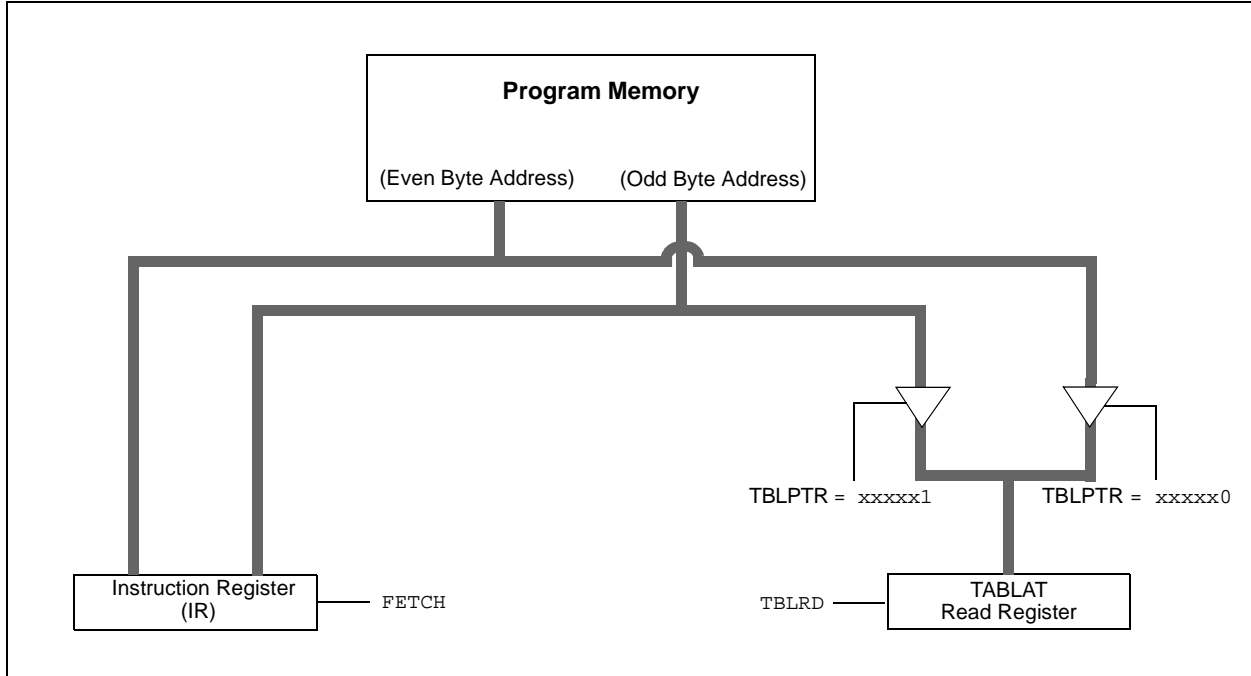 Program Memory
(Even Byte Address) (Odd Byte Address)
TBLPTR = xxxxx1 TBLPTR = xxxxx0
Instruction Register
(IR)
FETCH
TBLRD
TABLAT
Read Register